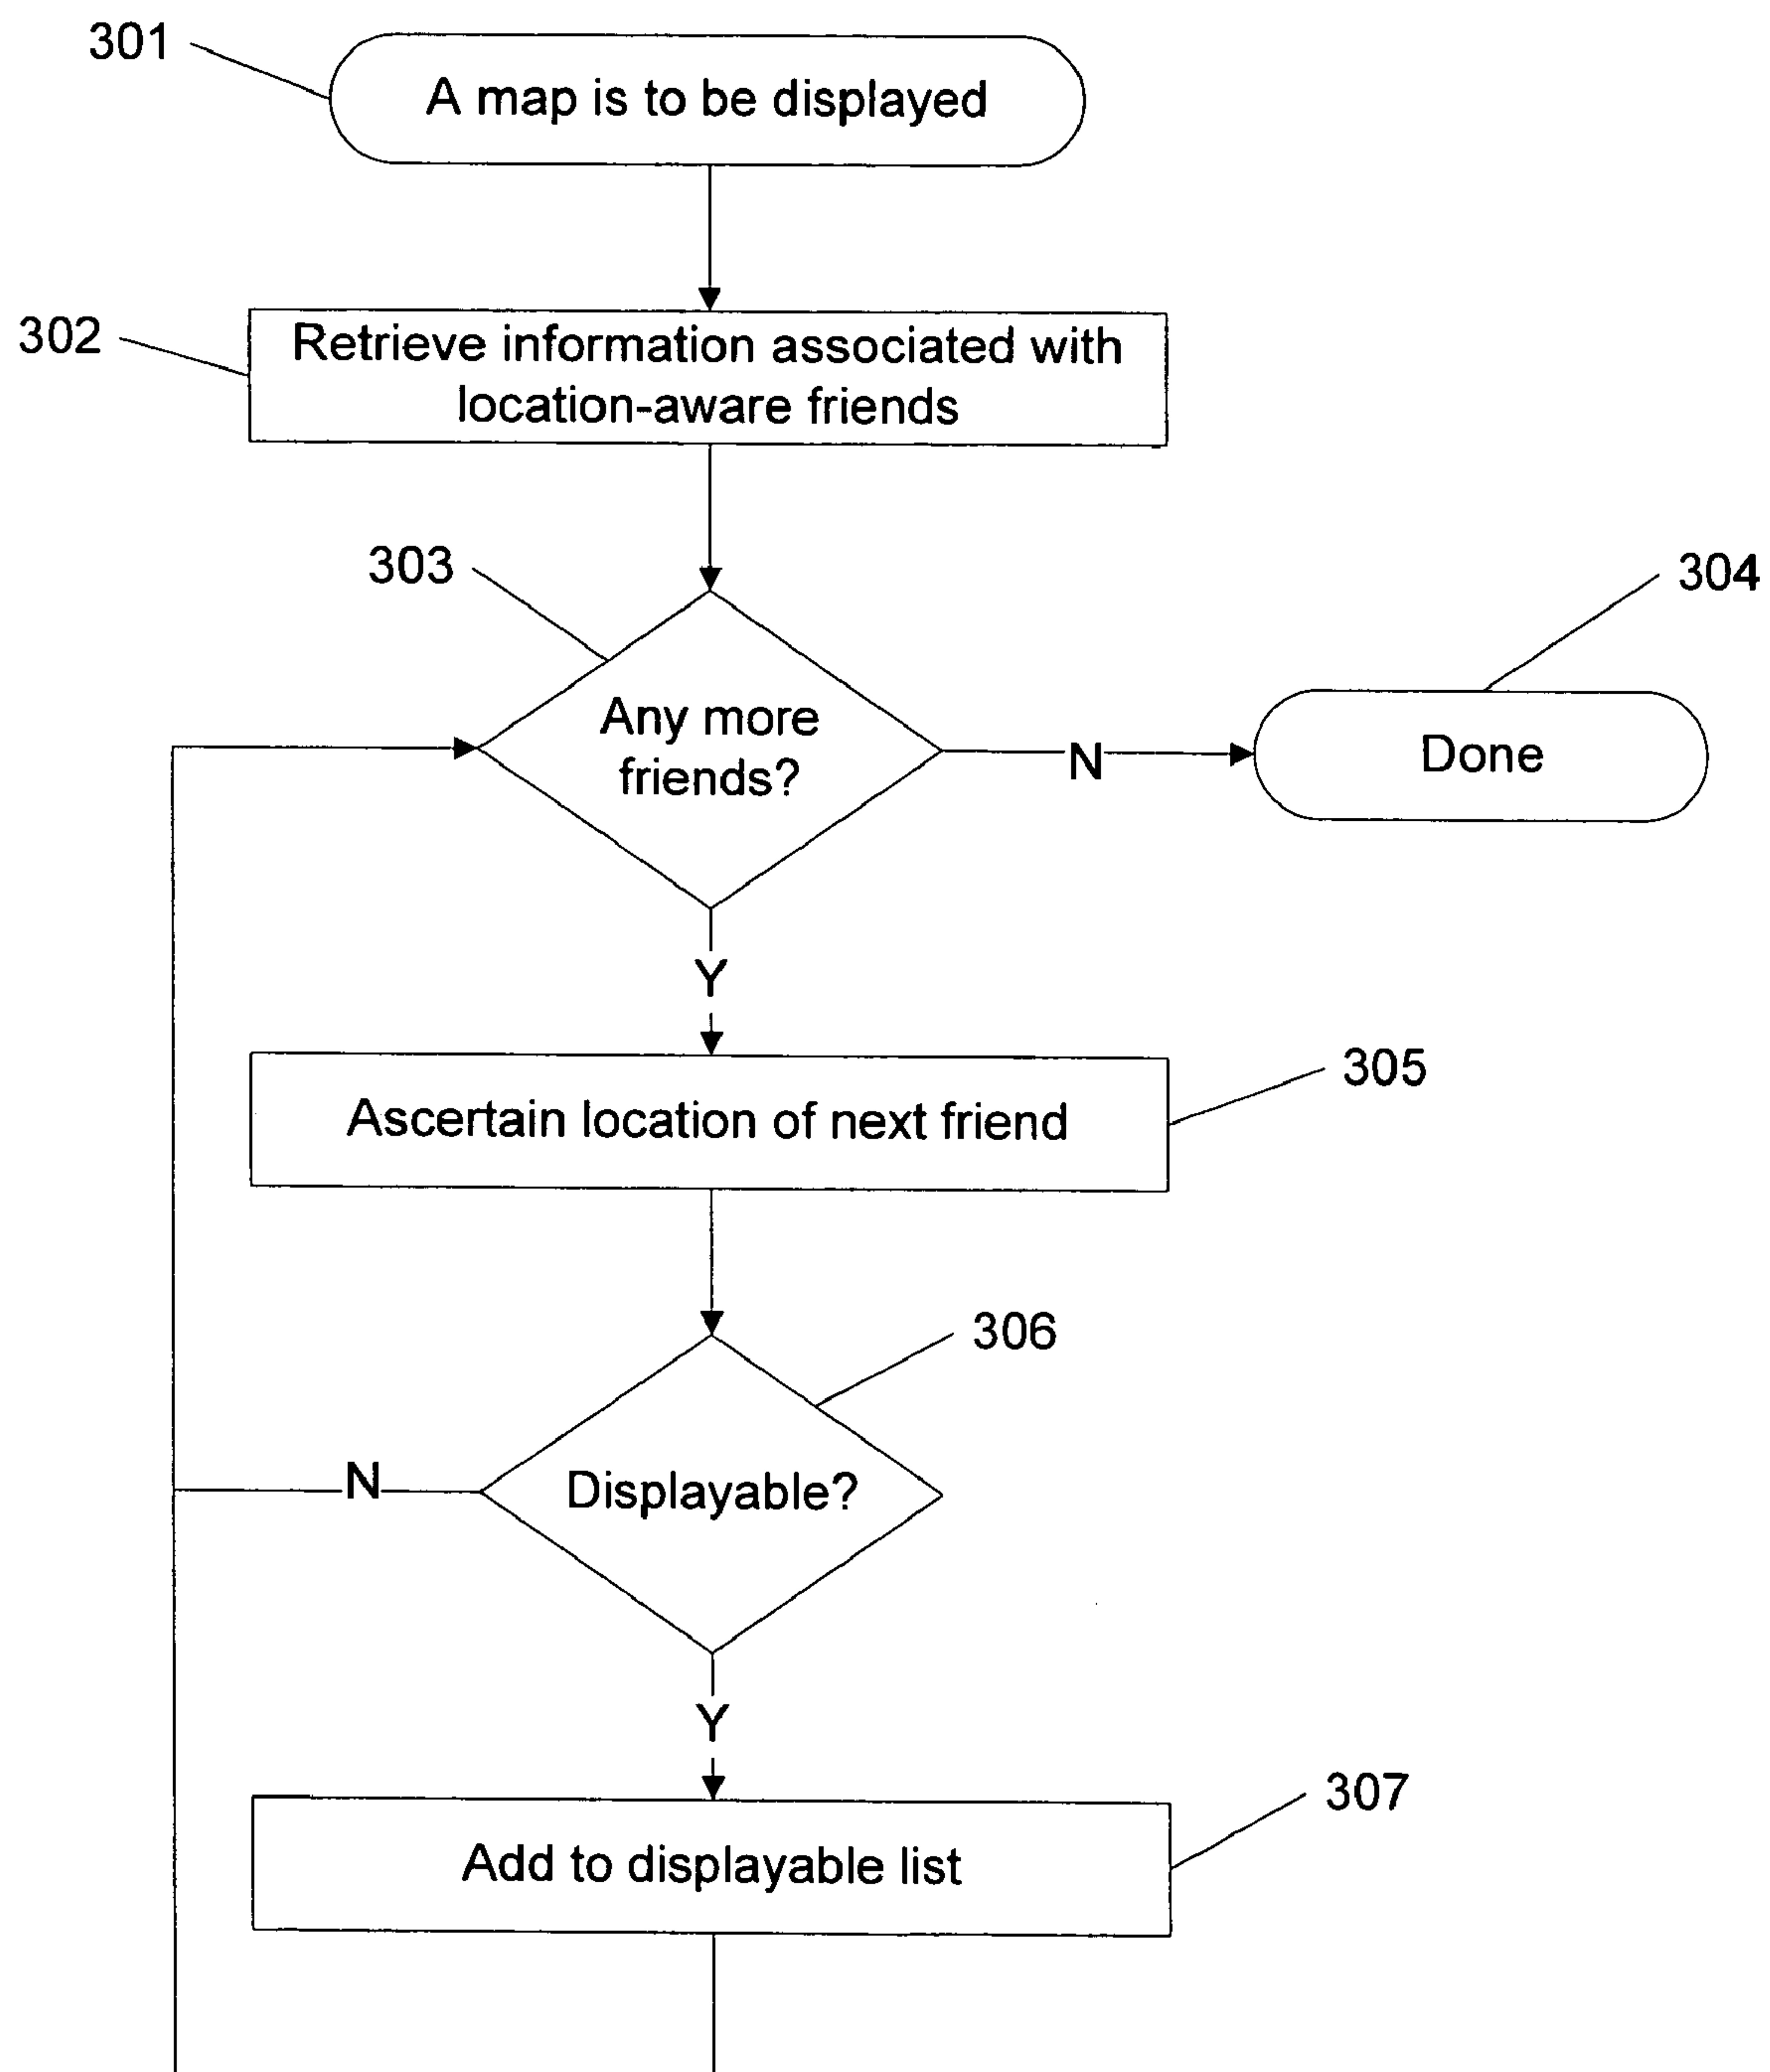 301
A map is to be displayed
302
Retrieve information associated with
location-aware friends
303
304
Any more
friends?
N
Done
Y
305
Ascertain location of next friend
306
N
Displayable?
Y
307
Add to displayable list